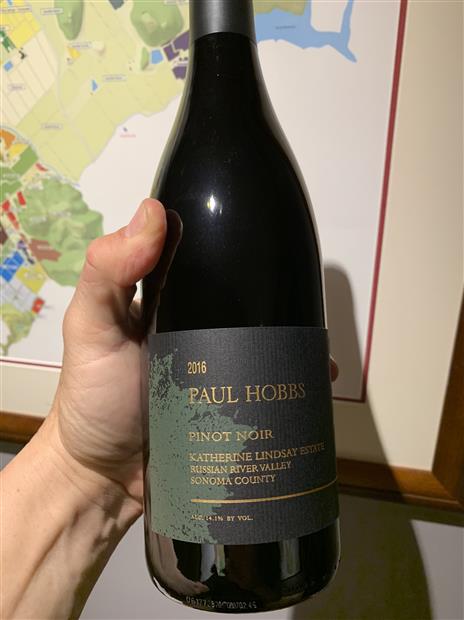 2016
PAUL HOBBS
PINOT NOIR
KATHERINE LINDSAY ESTATE
RUSSIAN RIVER VALLEY
SONOMA COUNTY
ALC. 14.1% BY VOL.